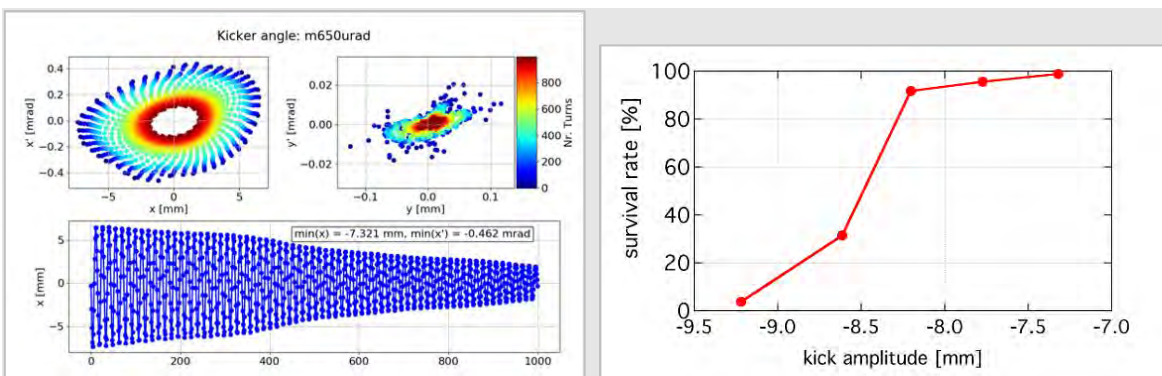 Kicker angle: m650urad
0.4
0.2
0.0
−0.2
−0.4
x' [mrad]
−5 0 5
x [mm]
0.02
0.00
−0.02
y' [mrad]
−0.1 0.0 0.1
y [mm]
800
600
400
200
0
Nr. Turns
min(x) = -7.321 mm, min(x') = -0.462 mrad
5
0
−5
x [mm]
0 200 400 600 800 1000
100
80
60
40
20
0
survival rate [%]
-9.5 -9.0 -8.5 -8.0 -7.5 -7.0
kick amplitude [mm]